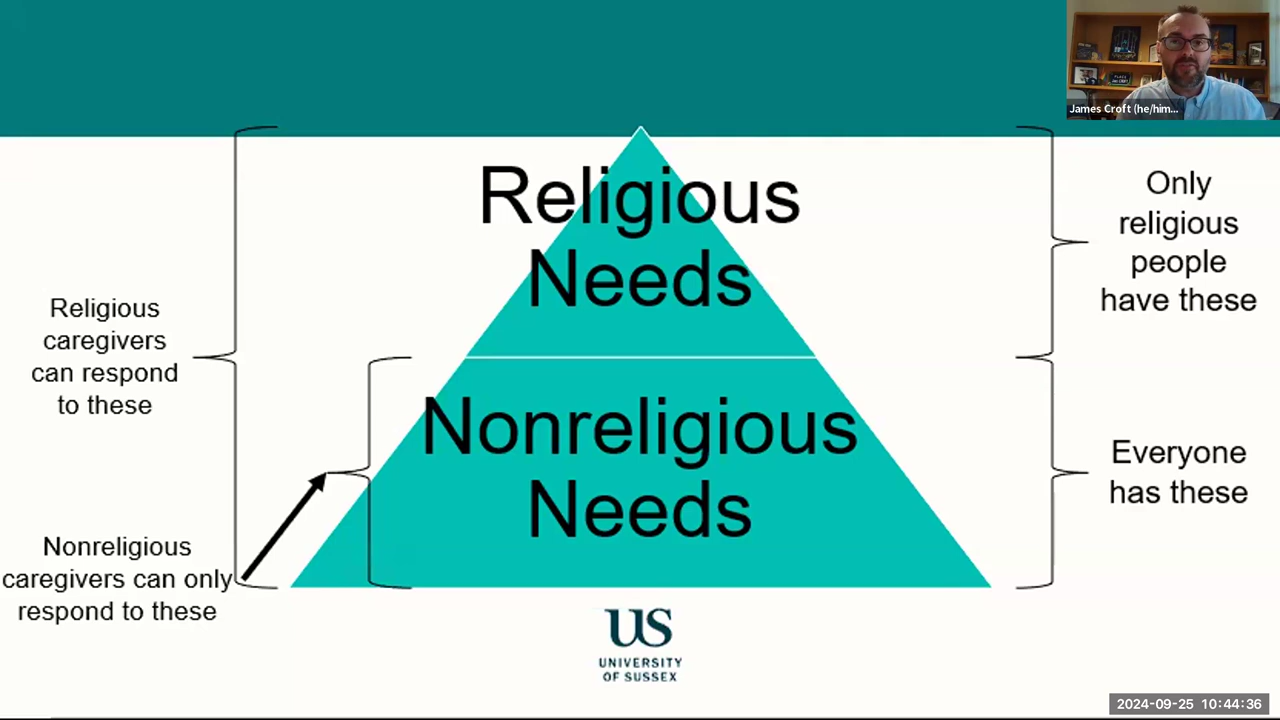 James Croft (he/him...
Religious
Needs
Nonreligious
Needs
Religious
caregivers
can respond
to these
Nonreligious
caregivers can only
respond to these
Only
religious
people
have these
Everyone
has these
US
UNIVERSITY
OF SUSSEX
2024-09-25 10:44:36